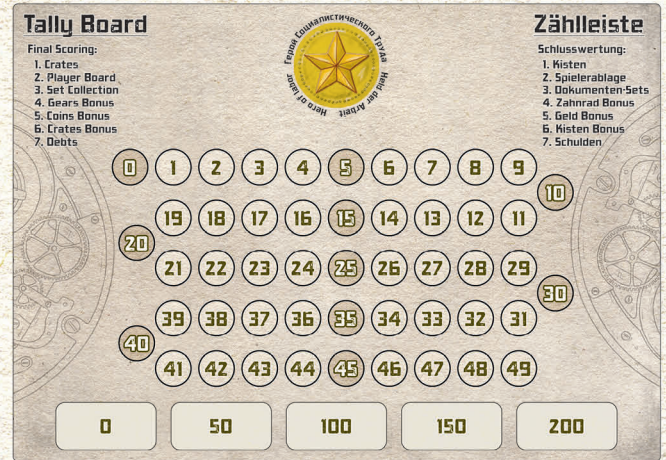 Tally Board
Final Scoring:
1. Crates
2. Player Board
3. Set Collection
4. Gears Bonus
5. Coins Bonus
6. Crates Bonus
7. Debts
Герой Социалистического Труда
Hero of labor
Held der Arbeit
Zählleiste
Schlusswertung:
1. Kisten
2. Spielerablage
3. Dokumenten-Sets
4. Zahnrad Bonus
5. Geld Bonus
6. Kisten Bonus
7. Schulden
0 1 2 3 4 5 6 7 8 9
10
19 18 17 16 15 14 13 12 11
20
21 22 23 24 25 26 27 28 29
30
39 38 37 36 35 34 33 32 31
40
41 42 43 44 45 46 47 48 49
0 50 100 150 200